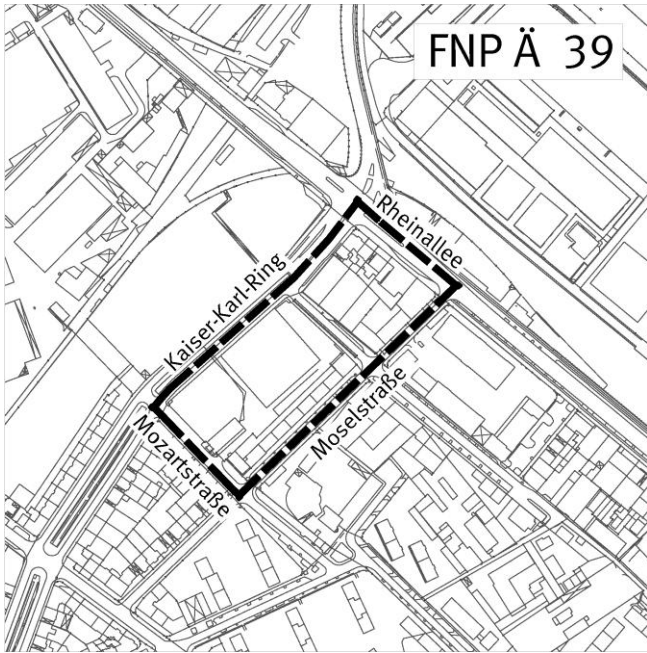 FNP Ä 39
Rheinallee
Kaiser-Karl-Ring
Moselstraße
Mozartstraße